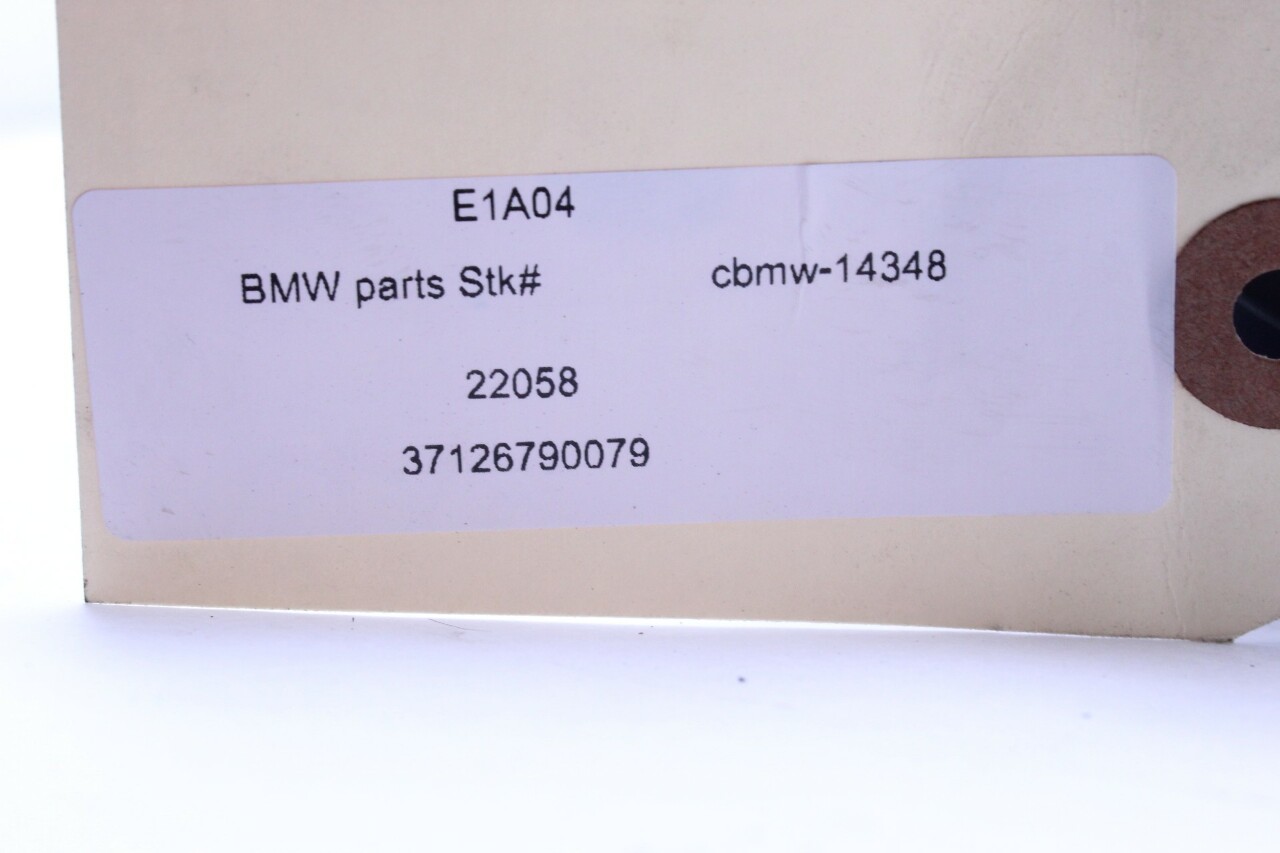 E1A04
BMW parts Stk# cbmw-14348
22058
37126790079